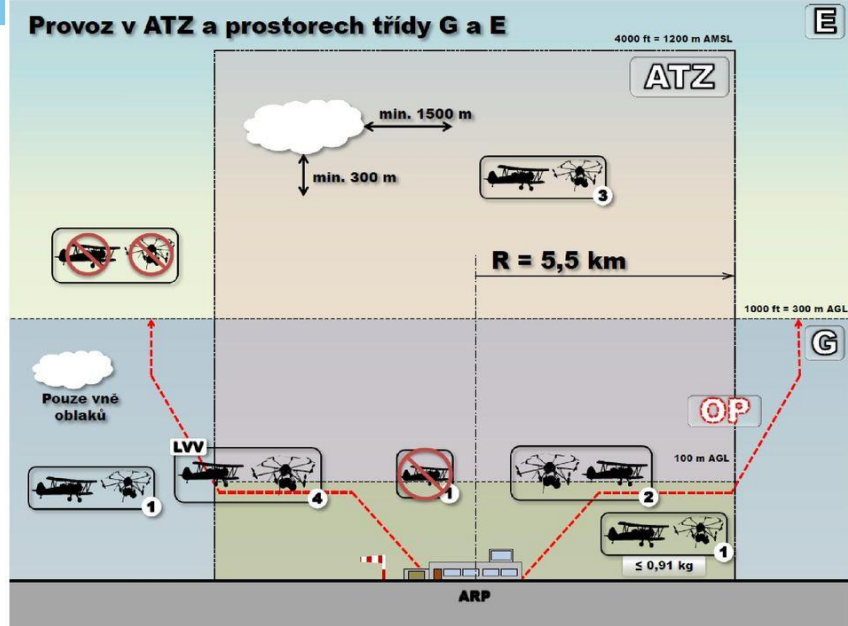 Provoz v ATZ a prostorech třídy G a E
E
4000 ft = 1200 m AMSL
ATZ
min. 1500 m
min. 300 m
3
R = 5,5 km
1000 ft = 300 m AGL
G
Pouze vně
oblaků
OP
100 m AGL
LVV
1
4
1
2
1
≤ 0,91 kg
ARP